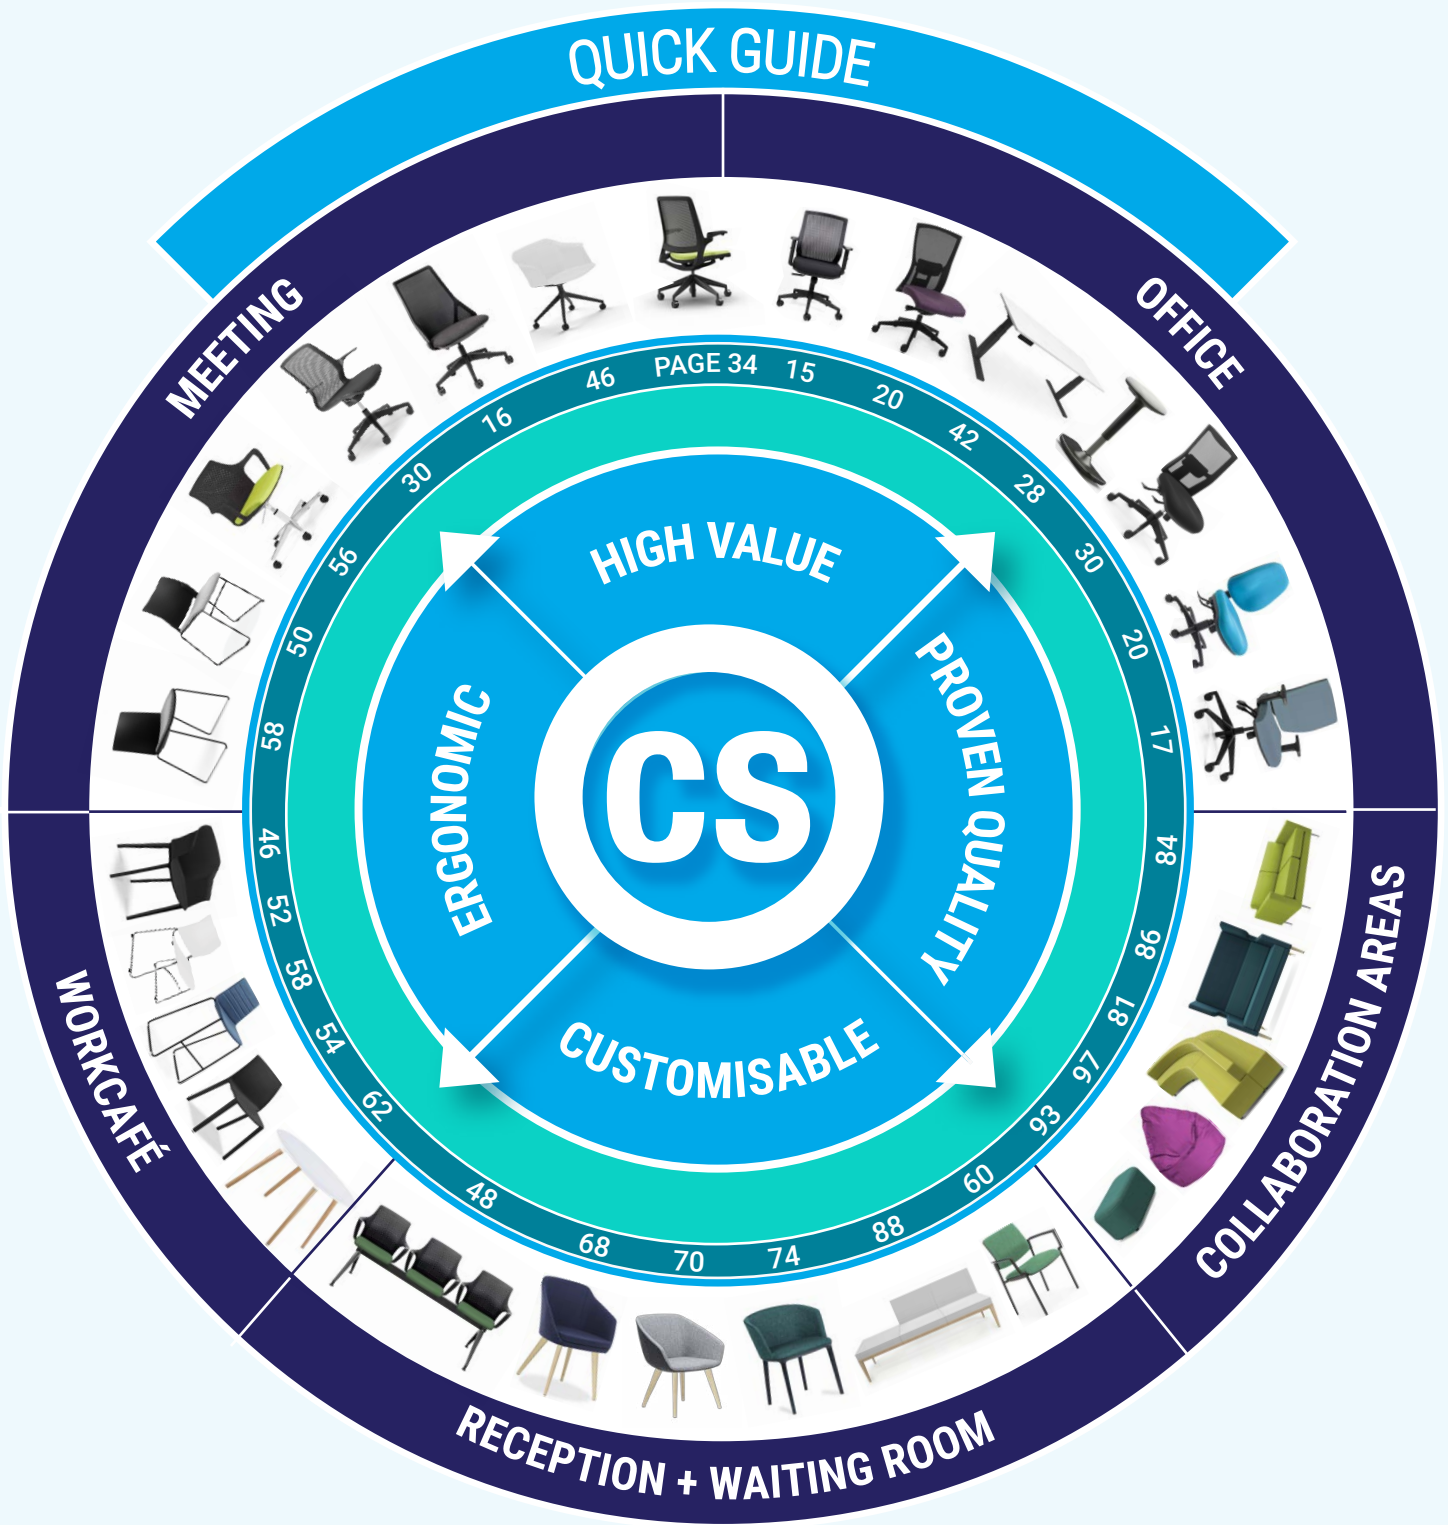 QUICK GUIDE
MEETING
OFFICE
COLLABORATION AREAS
RECEPTION + WAITING ROOM
WORKCAFÉ
PAGE 34
15
20
42
28
30
20
17
84
86
81
97
93
60
88
74
70
68
48
62
54
58
52
46
58
50
56
30
16
46
HIGH VALUE
PROVEN QUALITY
CUSTOMISABLE
ERGONOMIC
CS